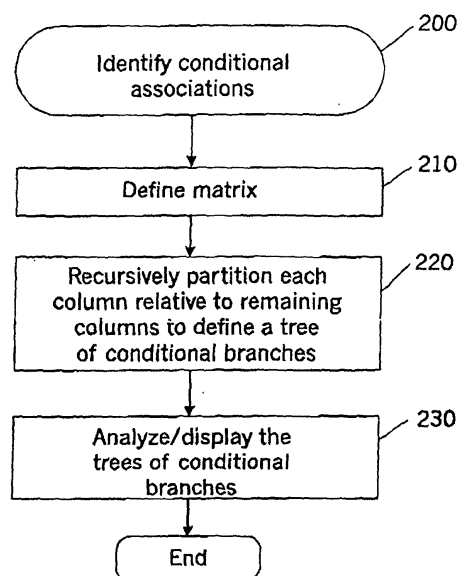 200
Identify conditional
associations
210
Define matrix
220
Recursively partition each
column relative to remaining
columns to define a tree
of conditional branches
230
Analyze/display the
trees of conditional
branches
End